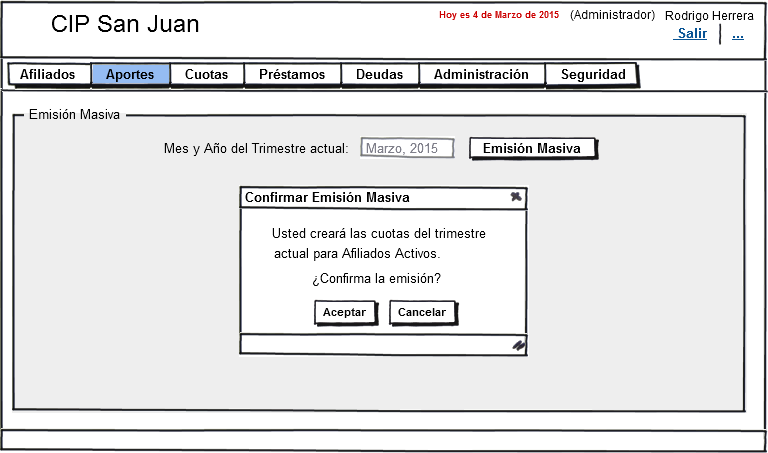 CIP San Juan
Hoy es 4 de Marzo de 2015 (Administrador) Rodrigo Herrera
Salir ...
Afiliados Aportes Cuotas Préstamos Deudas Administración Seguridad
Emisión Masiva
Mes y Año del Trimestre actual: Marzo, 2015 Emisión Masiva
Confirmar Emisión Masiva
Usted creará las cuotas del trimestre
actual para Afiliados Activos.
¿Confirma la emisión?
Aceptar Cancelar